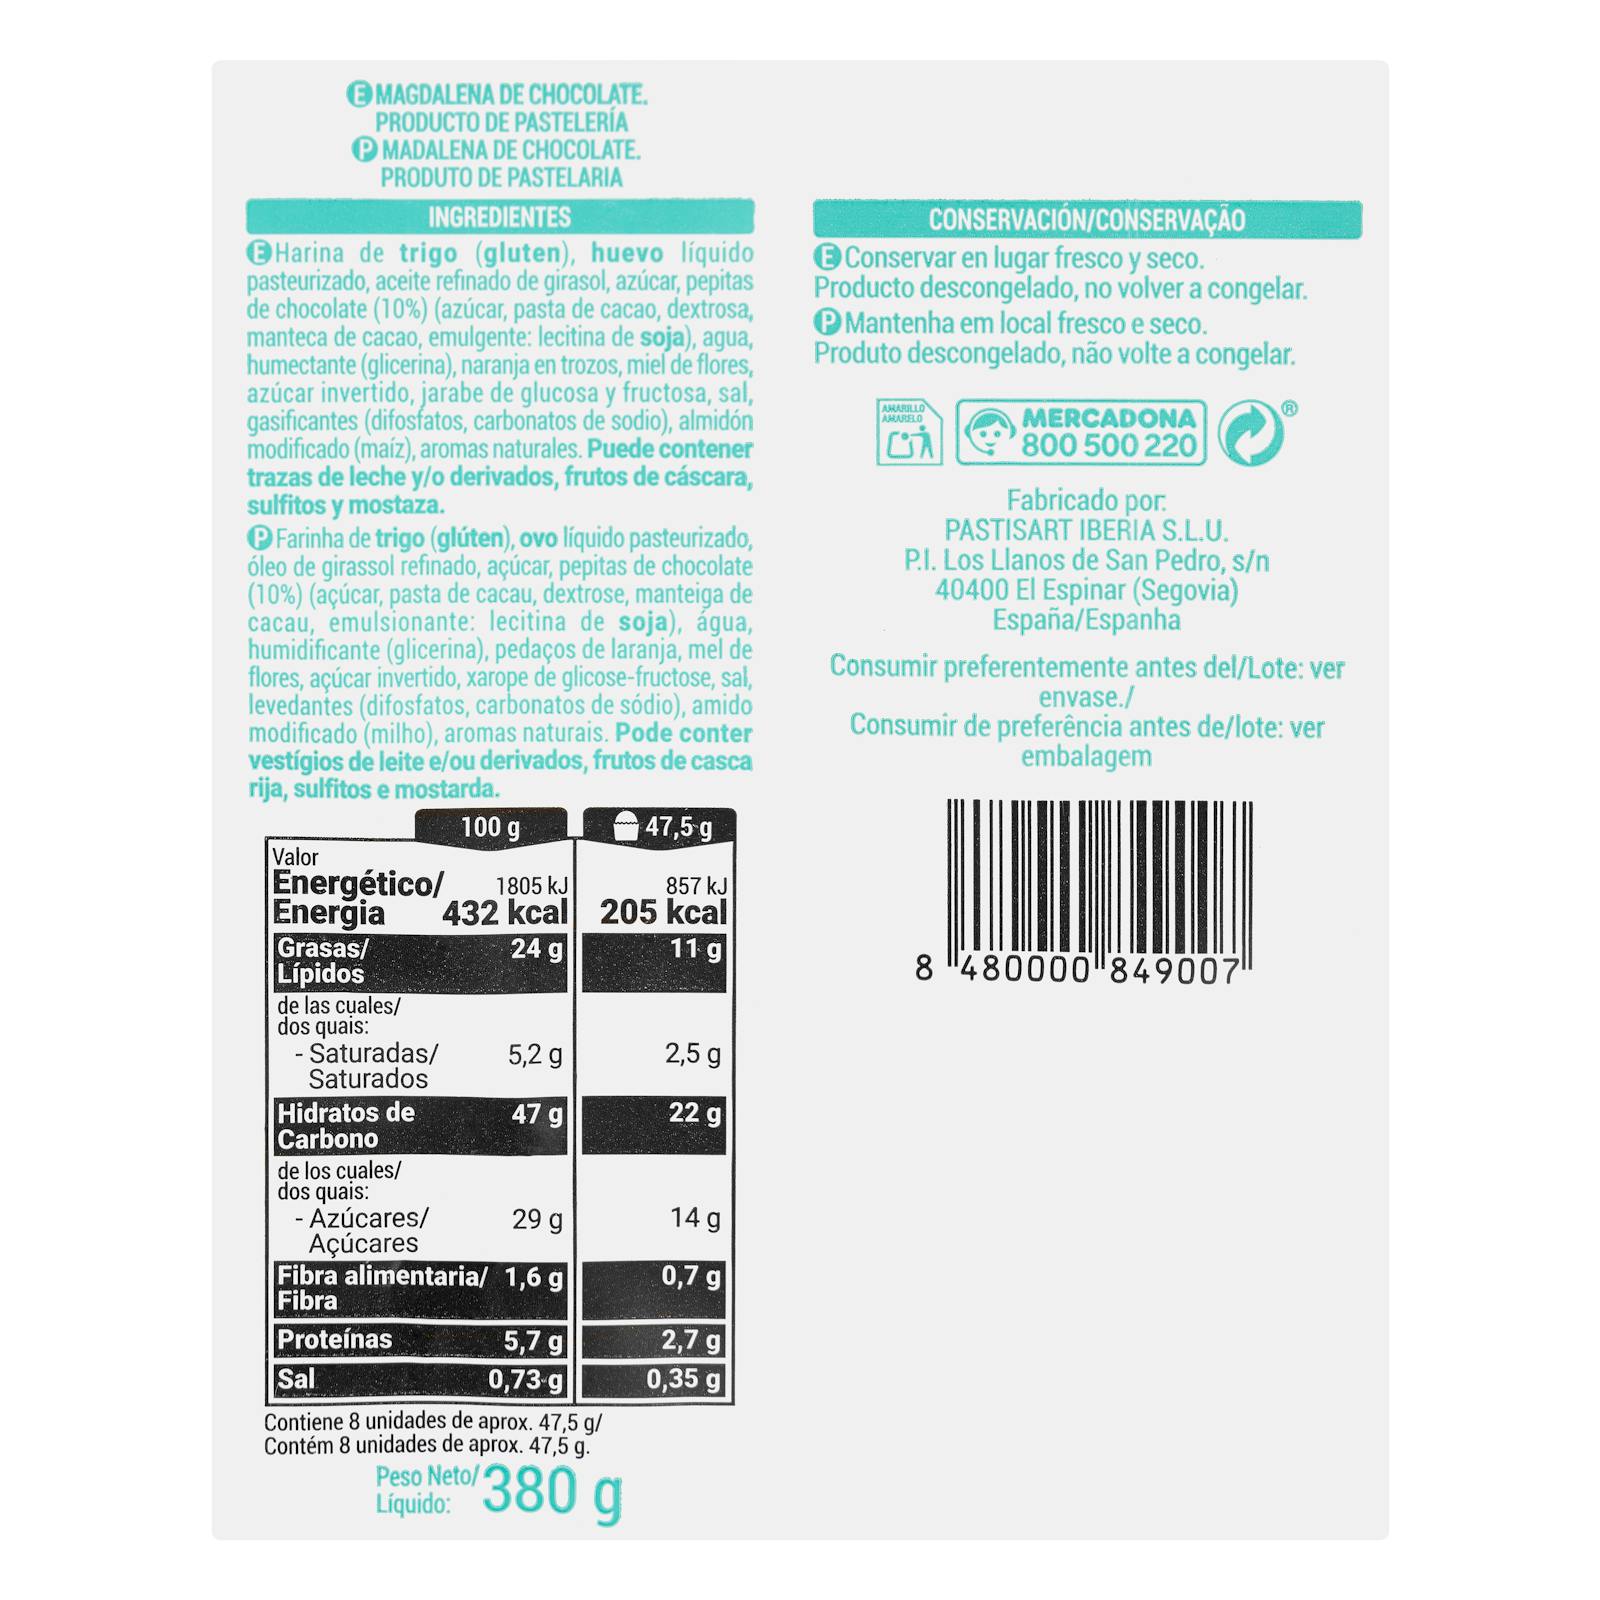 E MAGDALENA DE CHOCOLATE.
PRODUCTO DE PASTELERÍA
P MADALENA DE CHOCOLATE.
PRODUTO DE PASTELARIA
INGREDIENTES
E Harina de trigo (gluten), huevo líquido
pasteurizado, aceite refinado de girasol, azúcar, pepitas
de chocolate (10%) (azúcar, pasta de cacao, dextrosa,
manteca de cacao, emulgente: lecitina de soja), agua,
humectante (glicerina), naranja en trozos, miel de flores,
azúcar invertido, jarabe de glucosa y fructosa, sal,
gasificantes (difosfatos, carbonatos de sodio), almidón
modificado (maíz), aromas naturales. Puede contener
trazas de leche y/o derivados, frutos de cáscara,
sulfitos y mostaza.
P Farinha de trigo (glúten), ovo líquido pasteurizado,
óleo de girassol refinado, açúcar, pepitas de chocolate
(10%) (açúcar, pasta de cacau, dextrose, manteiga de
cacau, emulsionante: lecitina de soja), água,
humidificante (glicerina), pedaços de laranja, mel de
flores, açúcar invertido, xarope de glicose-fructose, sal,
levedantes (difosfatos, carbonatos de sódio), amido
modificado (milho), aromas naturais. Pode conter
vestígios de leite e/ou derivados, frutos de casca
rija, sulfitos e mostarda.
100 g 47,5 g
Valor
Energético/ 1805 kJ 857 kJ
Energia 432 kcal 205 kcal
Grasas/ 24 g 11 g
Lípidos
de las cuales/
dos quais:
- Saturadas/ 5,2 g 2,5 g
Saturados
Hidratos de 47 g 22 g
Carbono
de los cuales/
dos quais:
- Azúcares/ 29 g 14 g
Açúcares
Fibra alimentaria/ 1,6 g 0,7 g
Fibra
Proteínas 5,7 g 2,7 g
Sal 0,73 g 0,35 g
Contiene 8 unidades de aprox. 47,5 g/
Contém 8 unidades de aprox. 47,5 g.
Peso Neto/ 380 g
Líquido:
CONSERVACIÓN/CONSERVAÇÃO
E Conservar en lugar fresco y seco.
Producto descongelado, no volver a congelar.
P Mantenha em local fresco e seco.
Produto descongelado, não volte a congelar.
AMARILLO
AMARELO
MERCADONA
800 500 220
®
Fabricado por:
PASTISART IBERIA S.L.U.
P.I. Los Llanos de San Pedro, s/n
40400 El Espinar (Segovia)
España/Espanha
Consumir preferentemente antes del/Lote: ver
envase./
Consumir de preferência antes de/lote: ver
embalagem
8 480000 849007